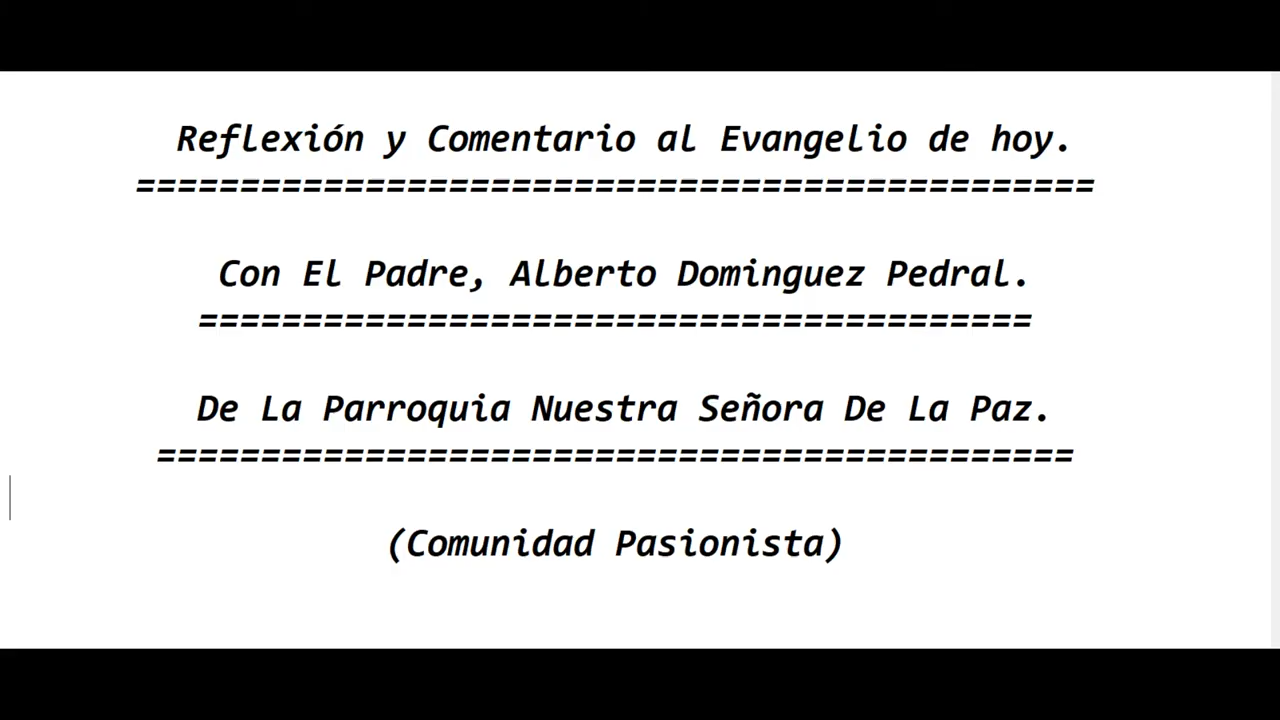 Reflexión y Comentario al Evangelio de hoy.
==============================================
Con El Padre, Alberto Dominguez Pedral.
========================================
De La Parroquia Nuestra Señora De La Paz.
============================================
(Comunidad Pasionista)